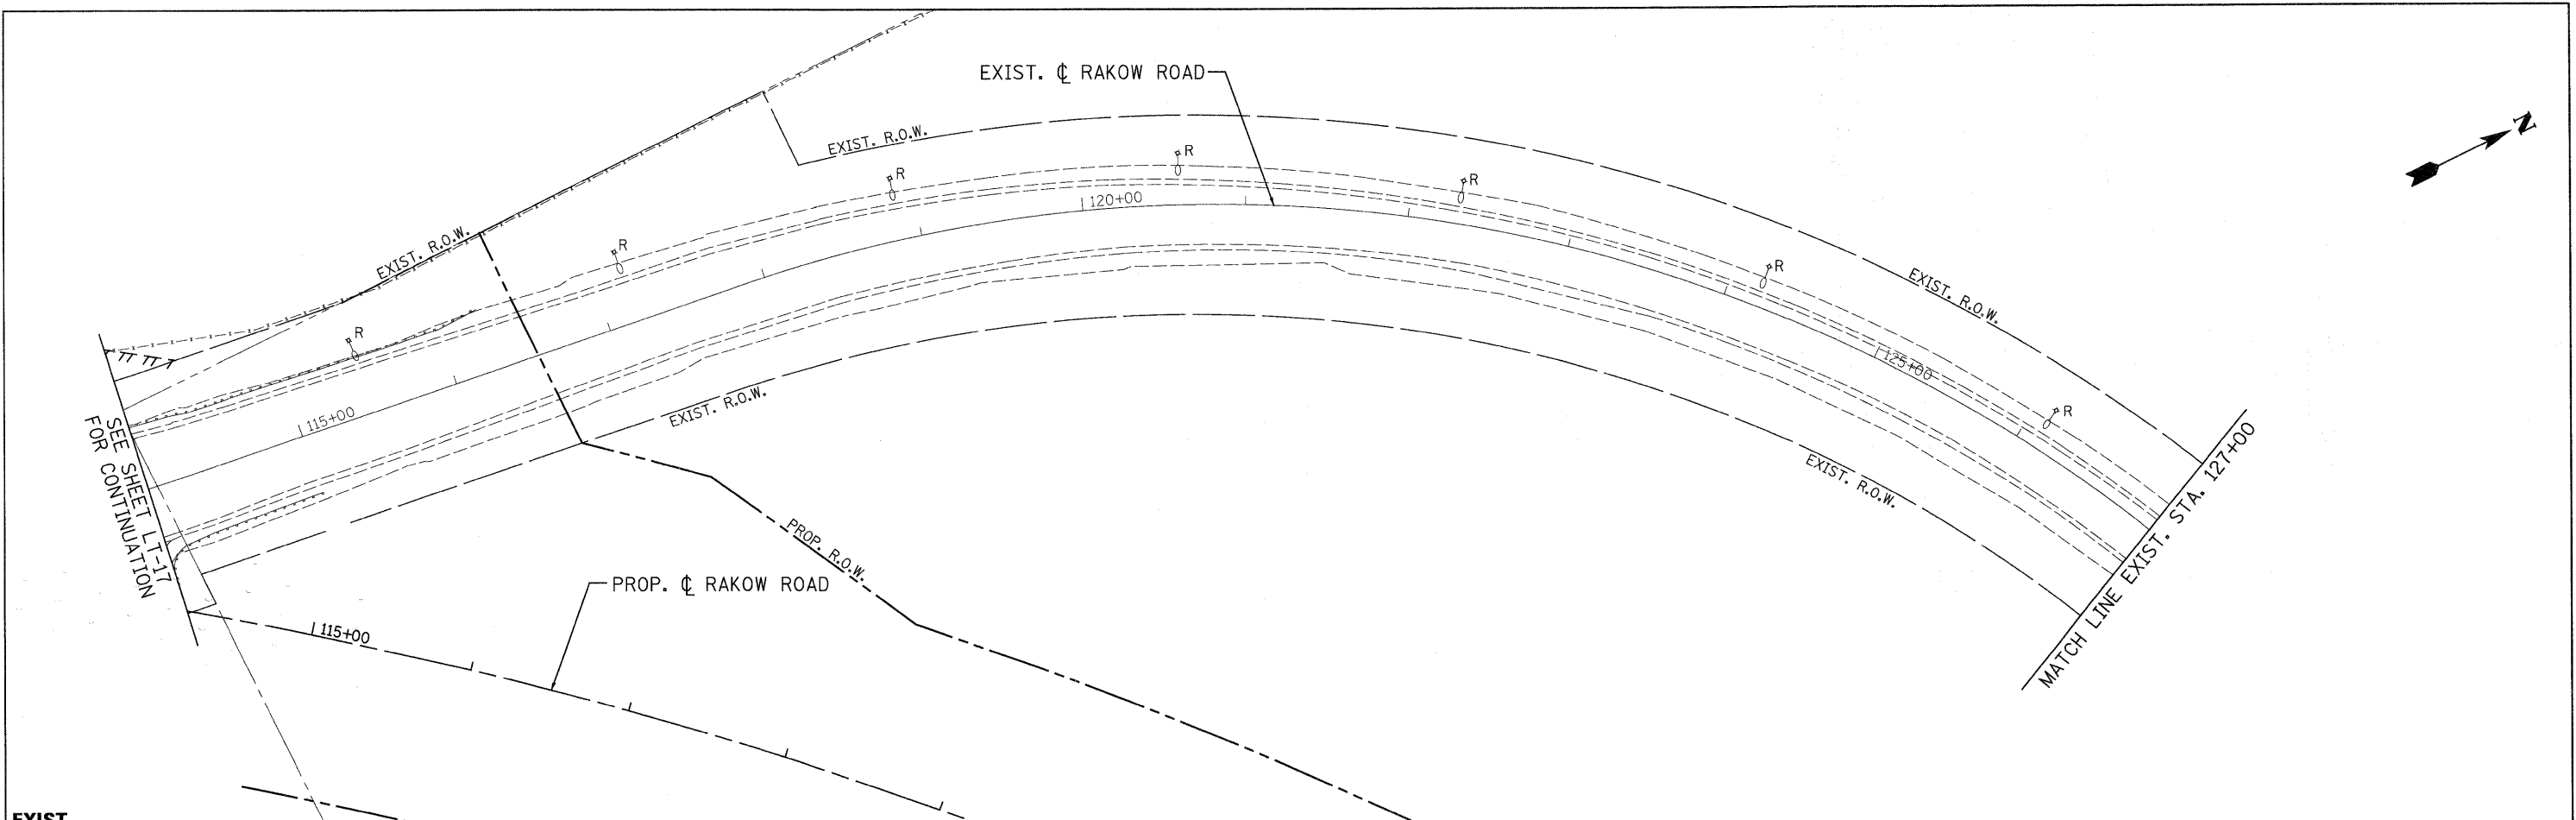 EXIST. ℄ RAKOW ROAD
N
EXIST. R.O.W.
R
R
R
R
120+00
EXIST. R.O.W.
R
R
EXIST. R.O.W.
R
125+00
R
115+00
EXIST. R.O.W.
SEE SHEET LT-17
FOR CONTINUATION
EXIST. R.O.W.
MATCH LINE EXIST. STA. 127+00
PROP. R.O.W.
PROP. ℄ RAKOW ROAD
115+00
EXIST